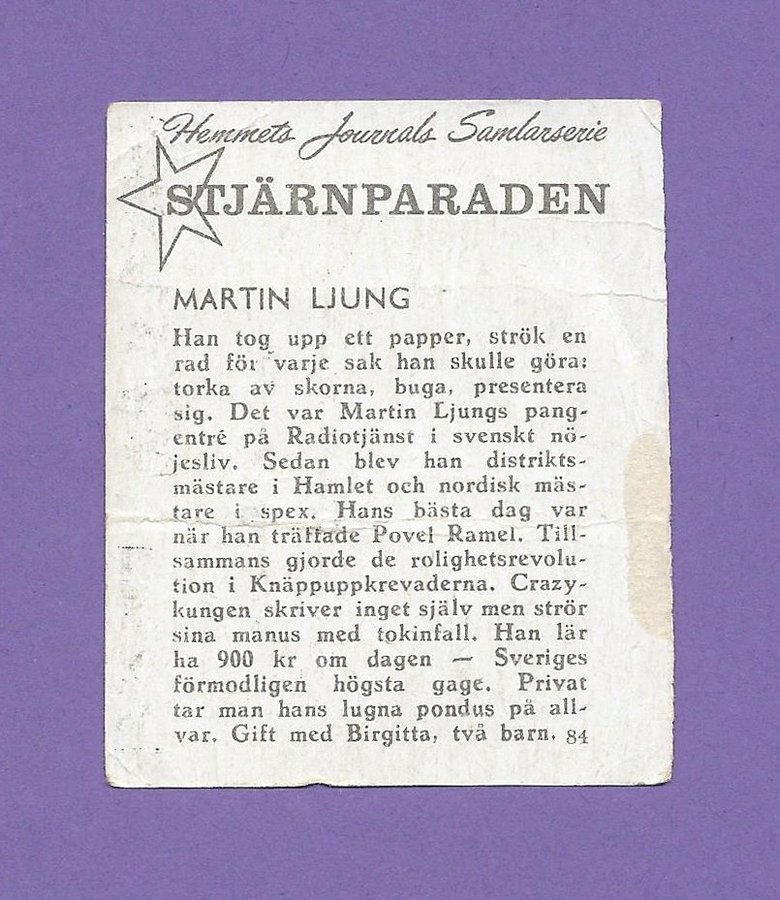 Hemmets Journals Samlarserie
STJÄRNPARADEN
MARTIN LJUNG
Han tog upp ett papper, strök en
rad för varje sak han skulle göra:
torka av skorna, buga, presentera
sig. Det var Martin Ljungs pang-
entré på Radiotjänst i svenskt nö-
jesliv. Sedan blev han distrikts-
mästare i Hamlet och nordisk mäs-
tare i spex. Hans bästa dag var
när han träffade Povel Ramel. Till-
sammans gjorde de rolighetsrevolu-
tion i Knäppuppkrevaderna. Crazy-
kungen skriver inget själv men strör
sina manus med tokinfall. Han lär
ha 900 kr om dagen — Sveriges
förmodligen högsta gage. Privat
tar man hans lugna pondus på all-
var. Gift med Birgitta, två barn. 84